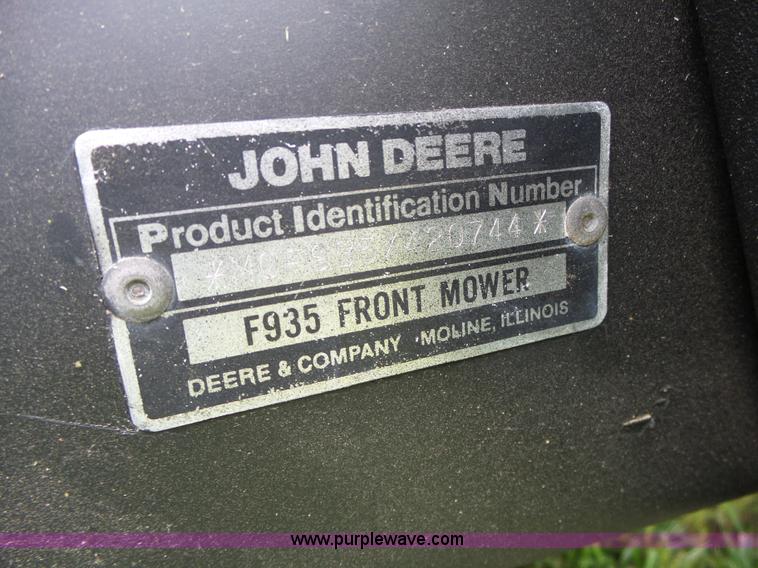 JOHN DEERE
Product Identification Number
F935 FRONT MOWER
DEERE & COMPANY MOLINE, ILLINOIS
www.purplewave.com